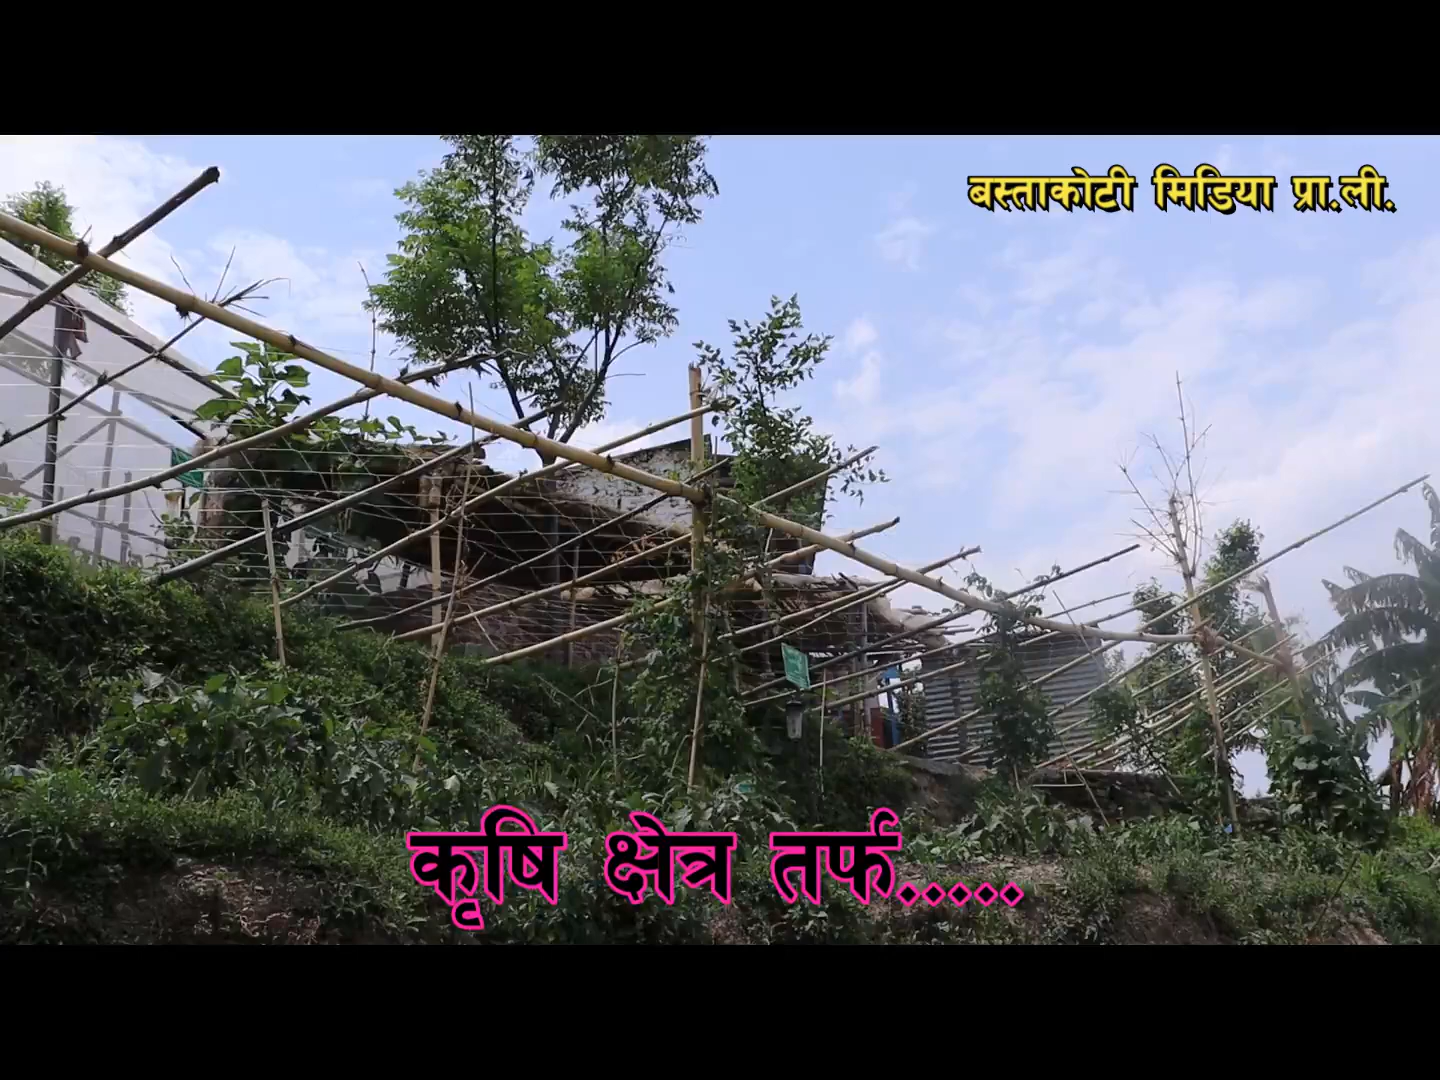 बस्ताकोटी मिडिया प्रा.ली.
कृषि क्षेत्र तर्फ.....